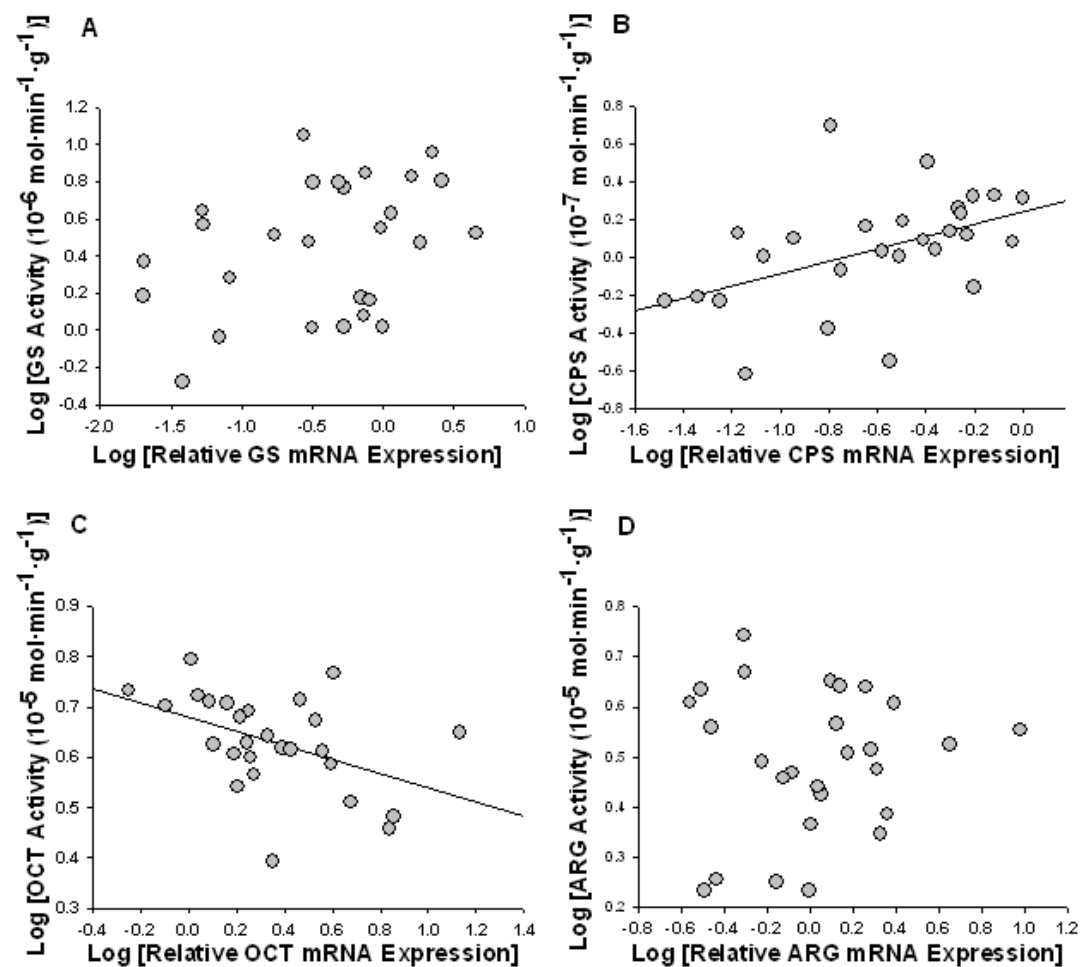 A
Log [GS Activity (10-6 mol·min-1·g-1)]
1.2
1.0
0.8
0.6
0.4
0.2
0.0
-0.2
-0.4
-2.0 -1.5 -1.0 -0.5 0.0 0.5 1.0
Log [Relative GS mRNA Expression]
B
Log [CPS Activity (10-7 mol·min-1·g-1)]
0.8
0.6
0.4
0.2
0.0
-0.2
-0.4
-0.6
-0.8
-1.6 -1.4 -1.2 -1.0 -0.8 -0.6 -0.4 -0.2 0.0
Log [Relative CPS mRNA Expression]
C
Log [OCT Activity (10-5 mol·min-1·g-1)]
0.9
0.8
0.7
0.6
0.5
0.4
0.3
-0.4 -0.2 0.0 0.2 0.4 0.6 0.8 1.0 1.2 1.4
Log [Relative OCT mRNA Expression]
D
Log [ARG Activity (10-5 mol·min-1·g-1)]
0.8
0.7
0.6
0.5
0.4
0.3
0.2
-0.8 -0.6 -0.4 -0.2 0.0 0.2 0.4 0.6 0.8 1.0 1.2
Log [Relative ARG mRNA Expression]